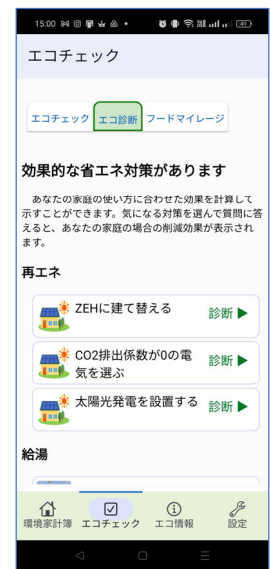 15:00
エコチェック
エコチェック エコ診断 フードマイレージ
効果的な省エネ対策があります
あなたの家庭の使い方に合わせた効果を計算して
示すことができます。気になる対策を選んで質問に答
えると、あなたの家庭の場合の削減効果が表示され
ます。
再エネ
ZEHに建て替える 診断 ▶
CO2排出係数が0の電
気を選ぶ 診断 ▶
太陽光発電を設置する 診断 ▶
給湯
環境家計簿 エコチェック エコ情報 設定